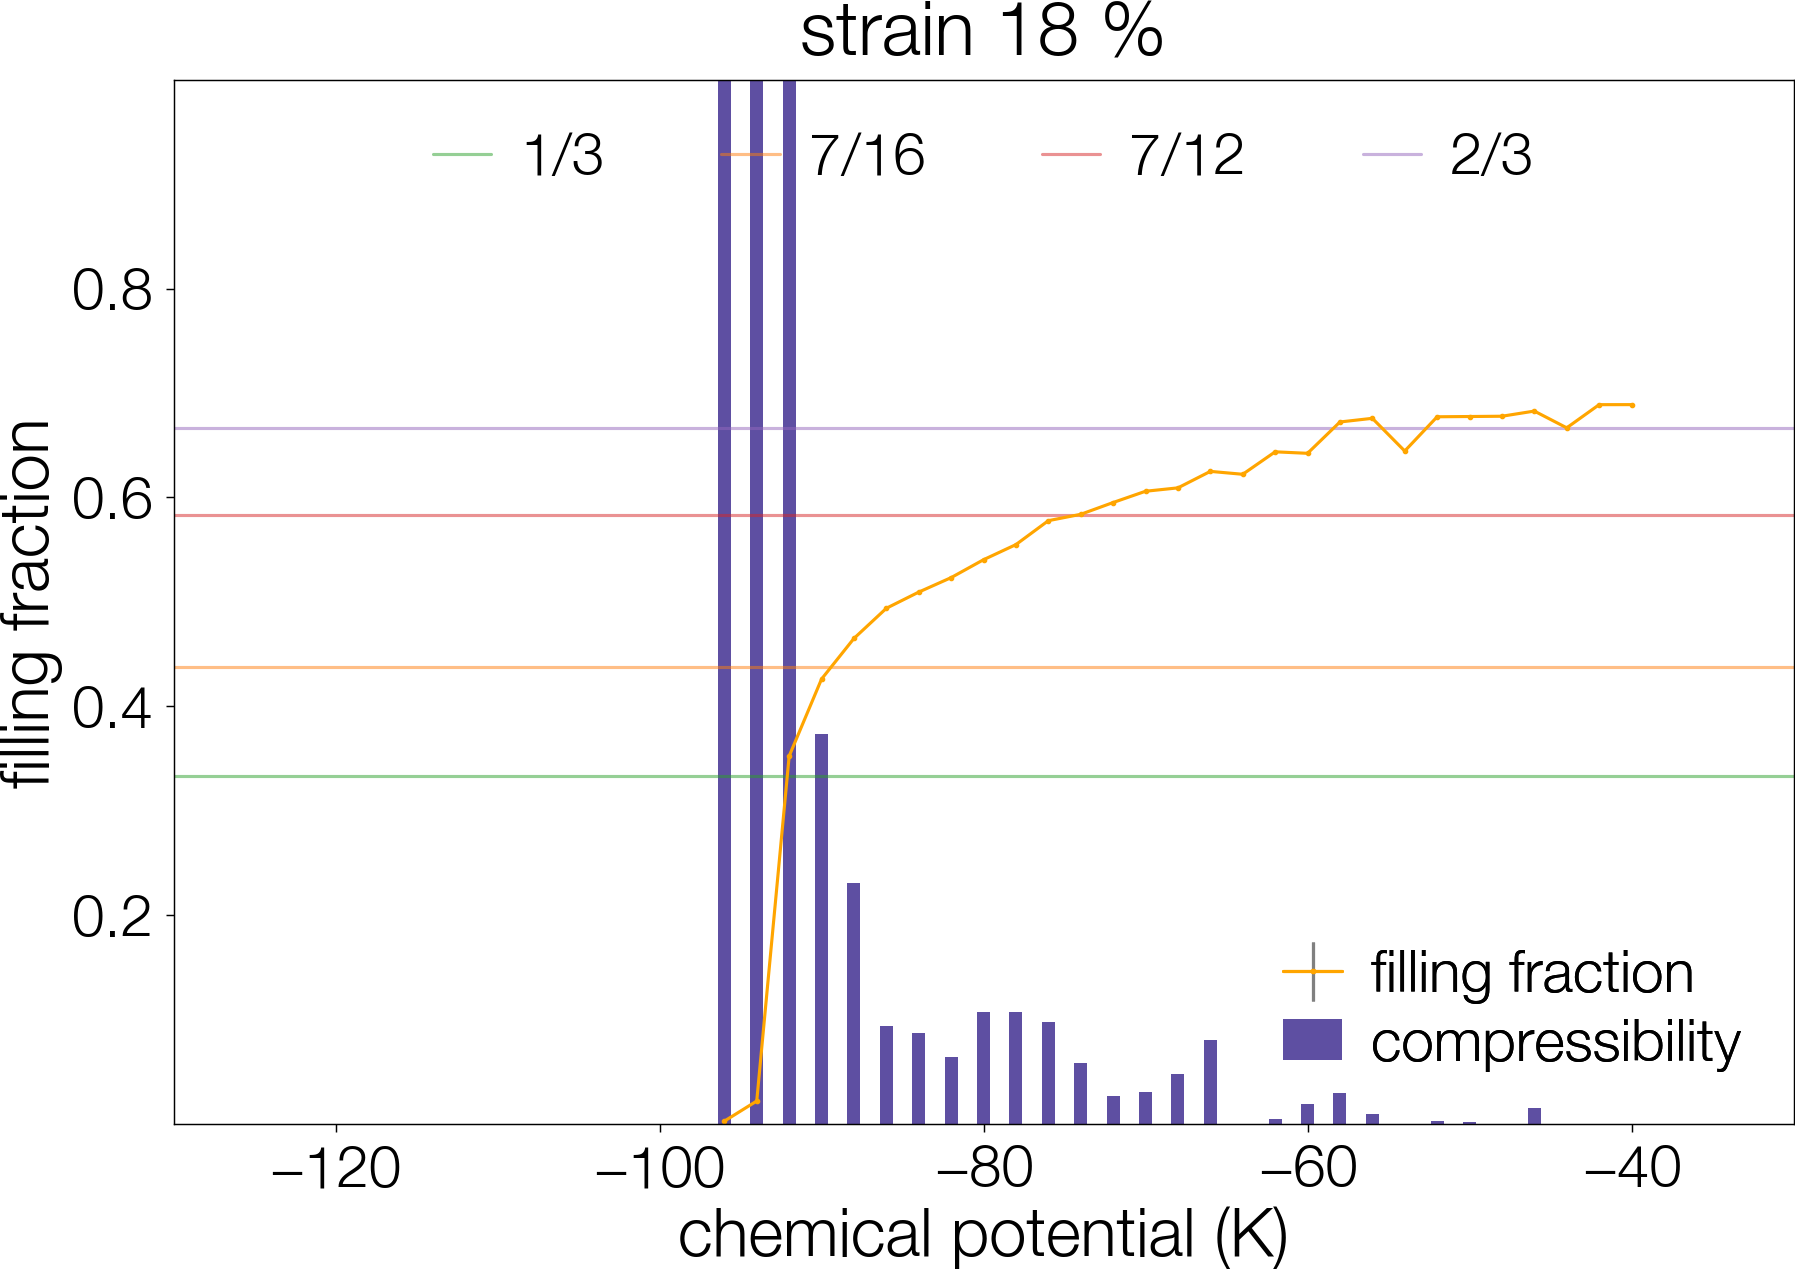 strain 18 %
1/3 7/16 7/12 2/3
0.8
0.6
0.4
0.2
filling fraction
filling fraction
compressibility
−120 −100 −80 −60 −40
chemical potential (K)